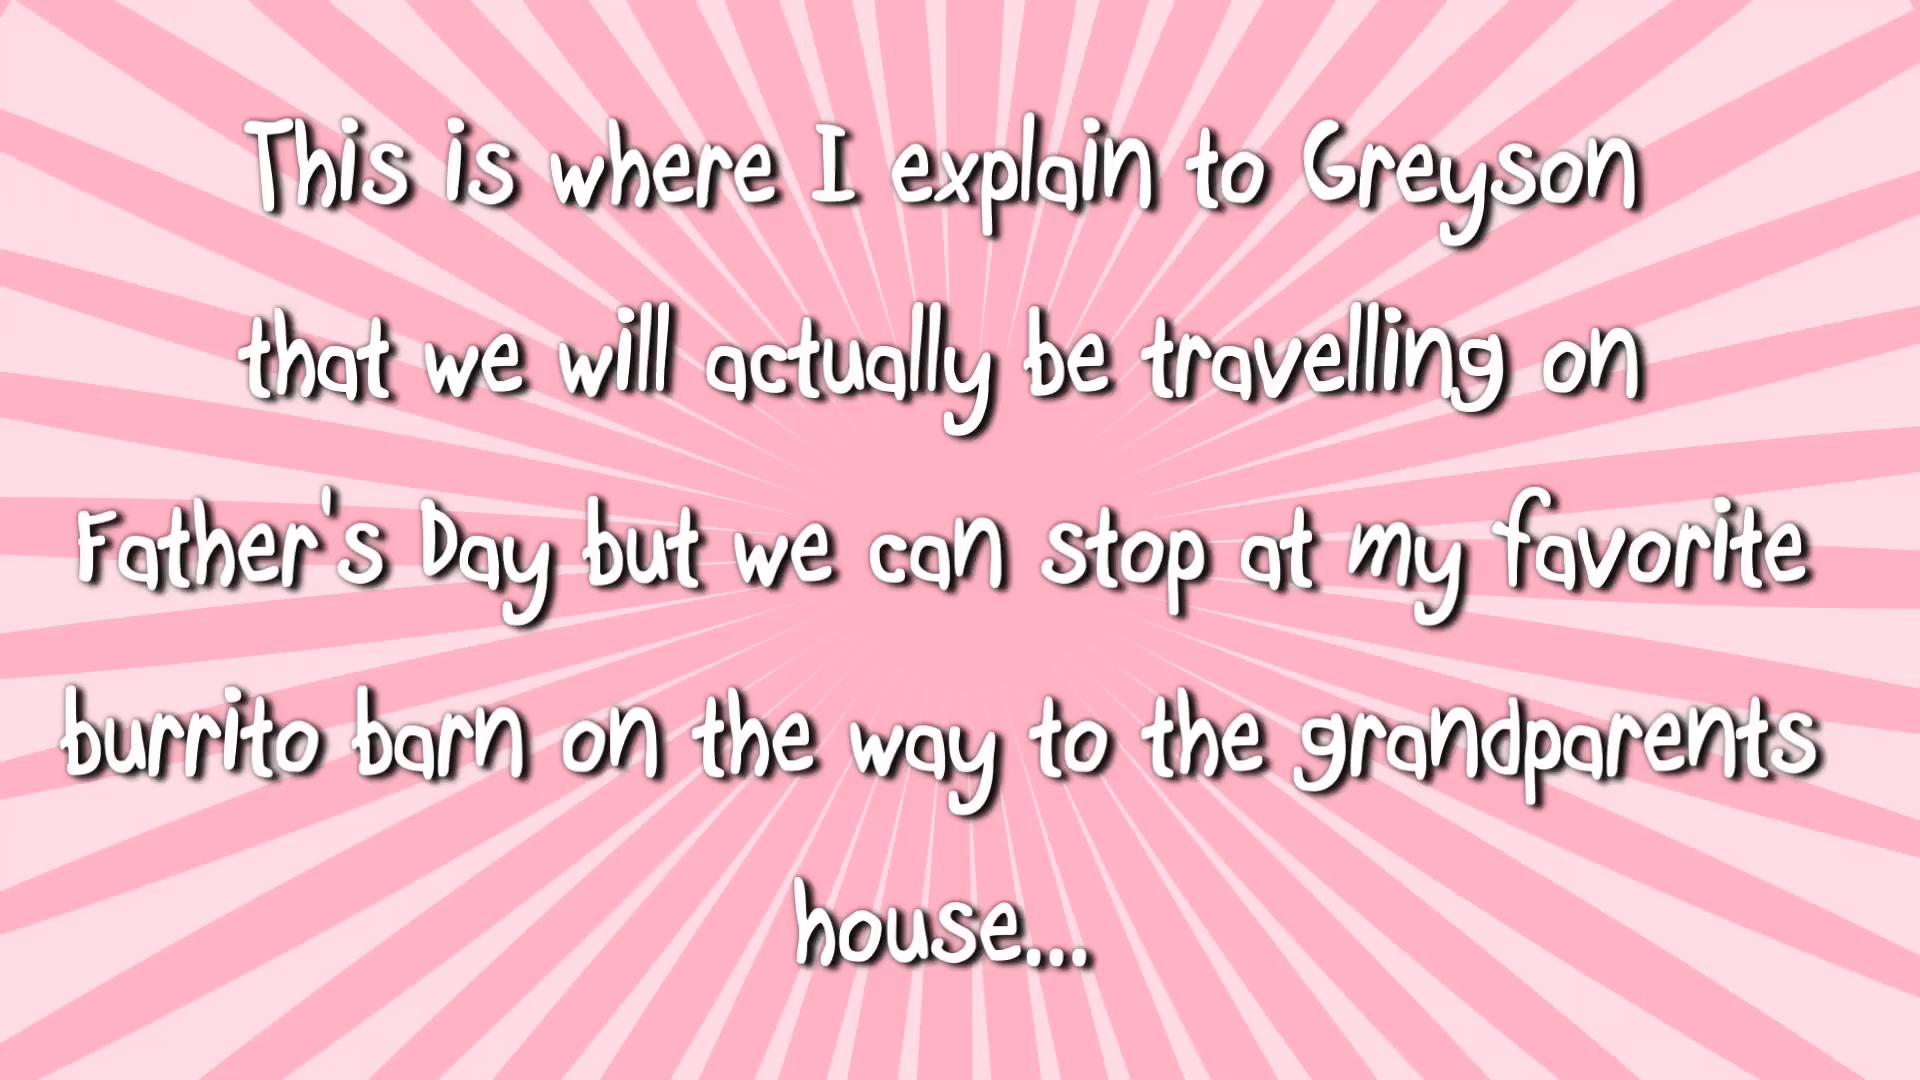 This is where I explain to Greyson
that we will actually be travelling on
Father's Day but we can stop at my favorite
burrito barn on the way to the grandparents
house...